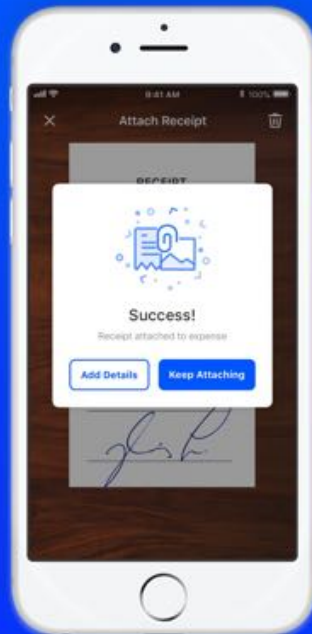 9:41 AM 100%
Attach Receipt
RECEIPT
Success!
Receipt attached to expense
Add Details Keep Attaching